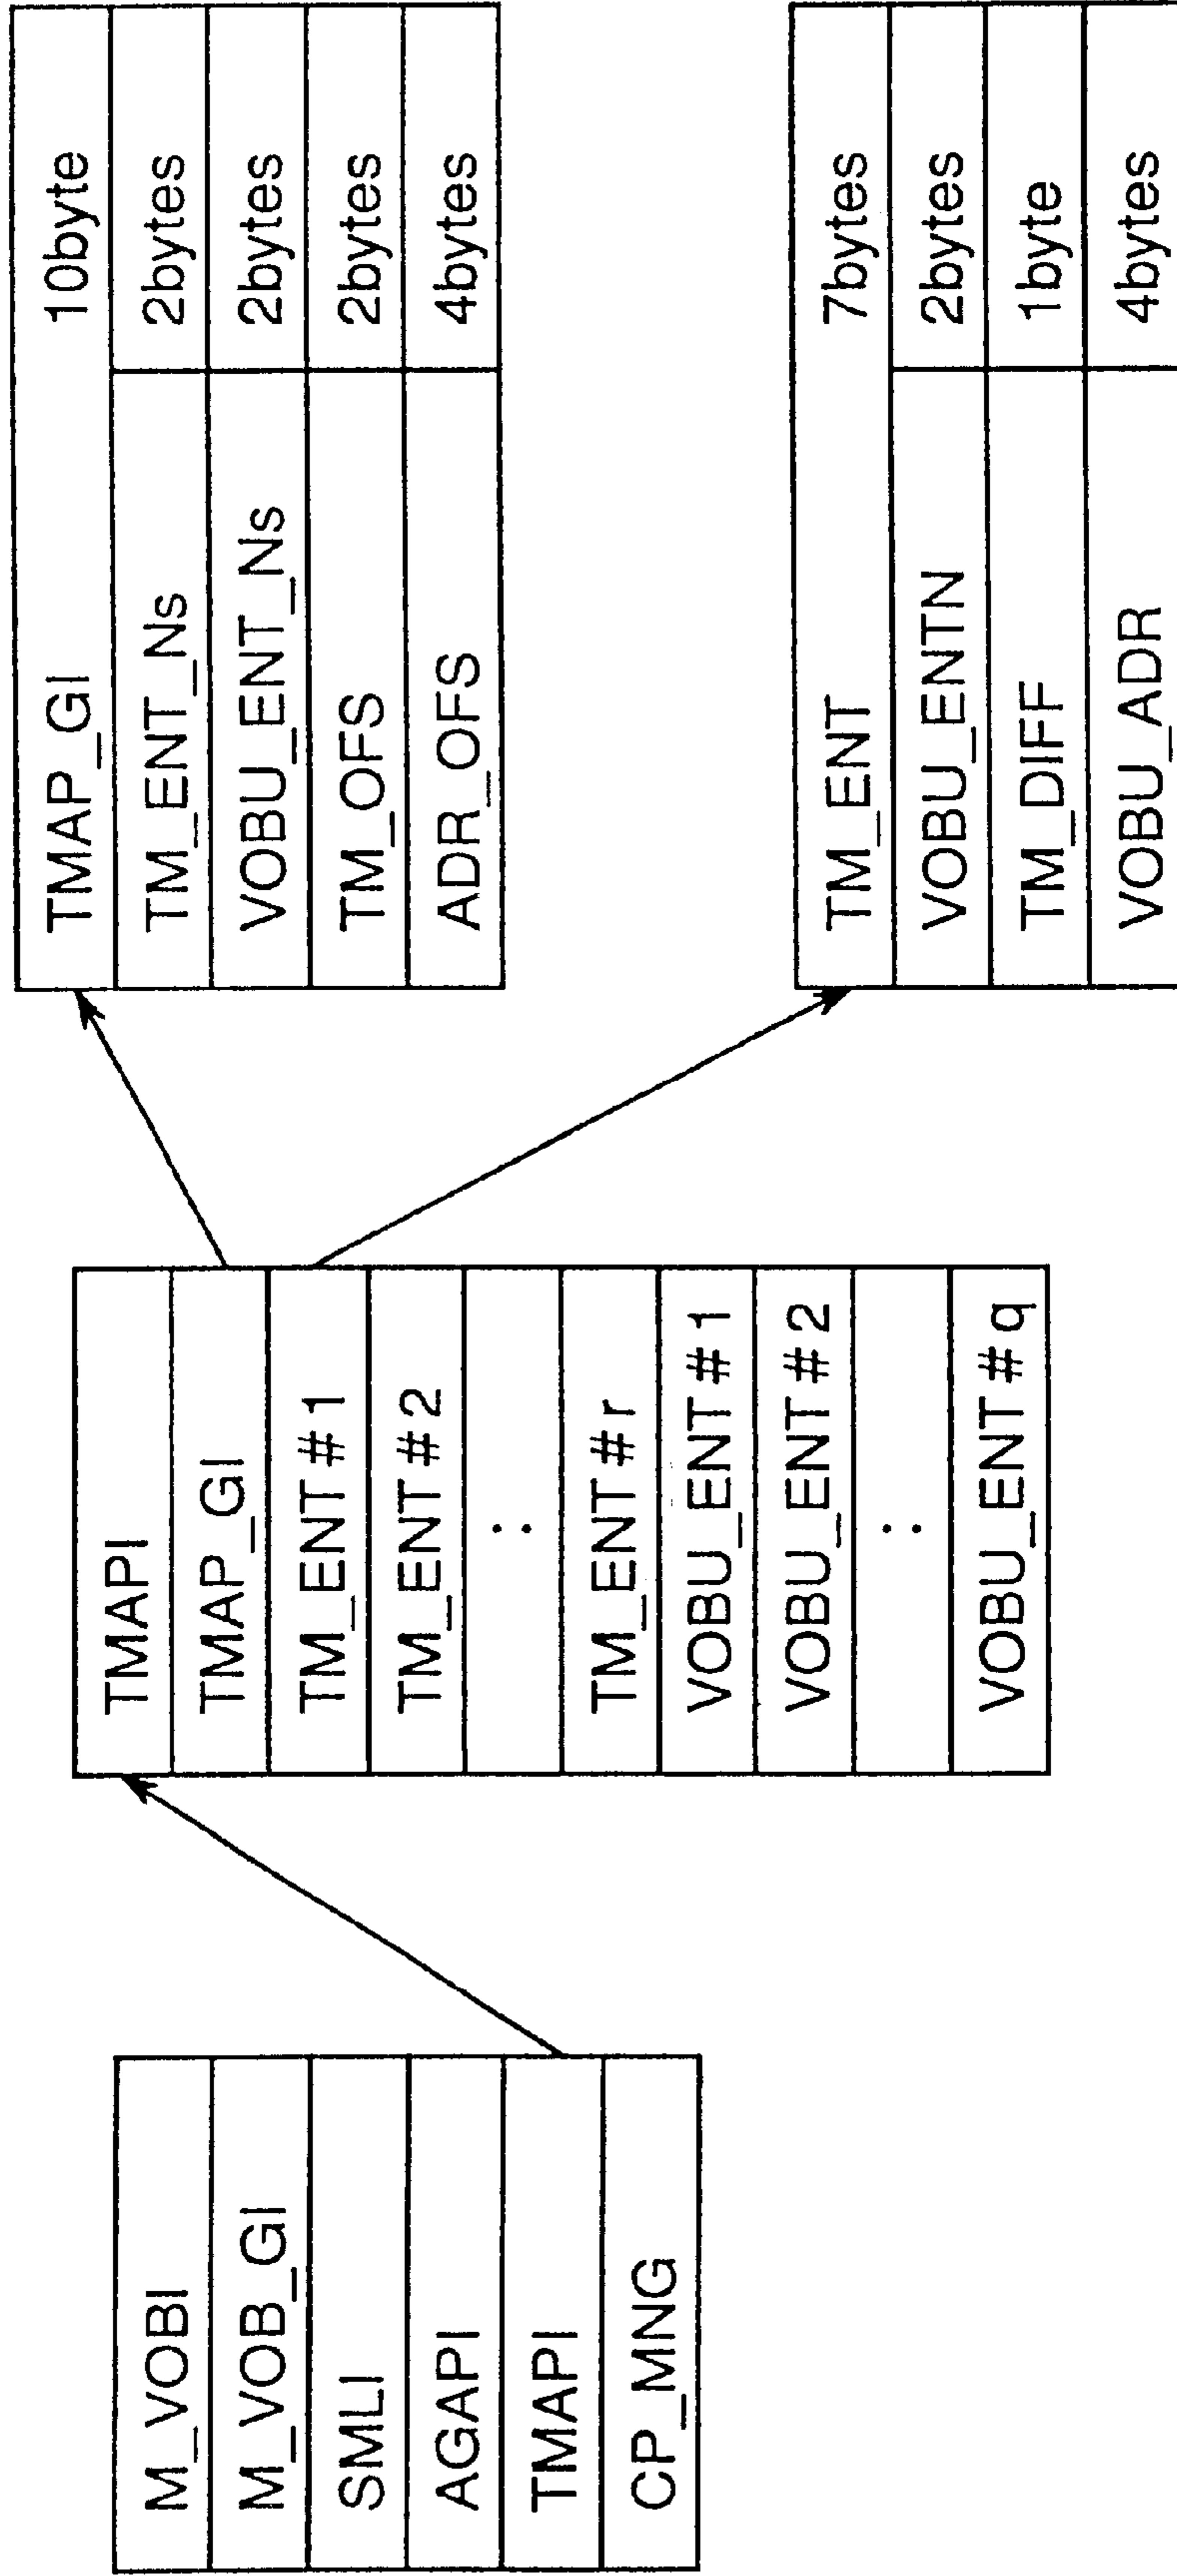 M_VOBI
M_VOB_GI
SMLI
AGAPI
TMAPI
CP_MNG
TMAPI
TMAP_GI
TM_ENT#1
TM_ENT#2
:
TM_ENT#r
VOBU_ENT#1
VOBU_ENT#2
:
VOBU_ENT#q
TMAP_GI 10byte
TM_ENT_Ns 2bytes
VOBU_ENT_Ns 2bytes
TM_OFS 2bytes
ADR_OFS 4bytes
TM_ENT 7bytes
VOBU_ENTN 2bytes
TM_DIFF 1byte
VOBU_ADR 4bytes